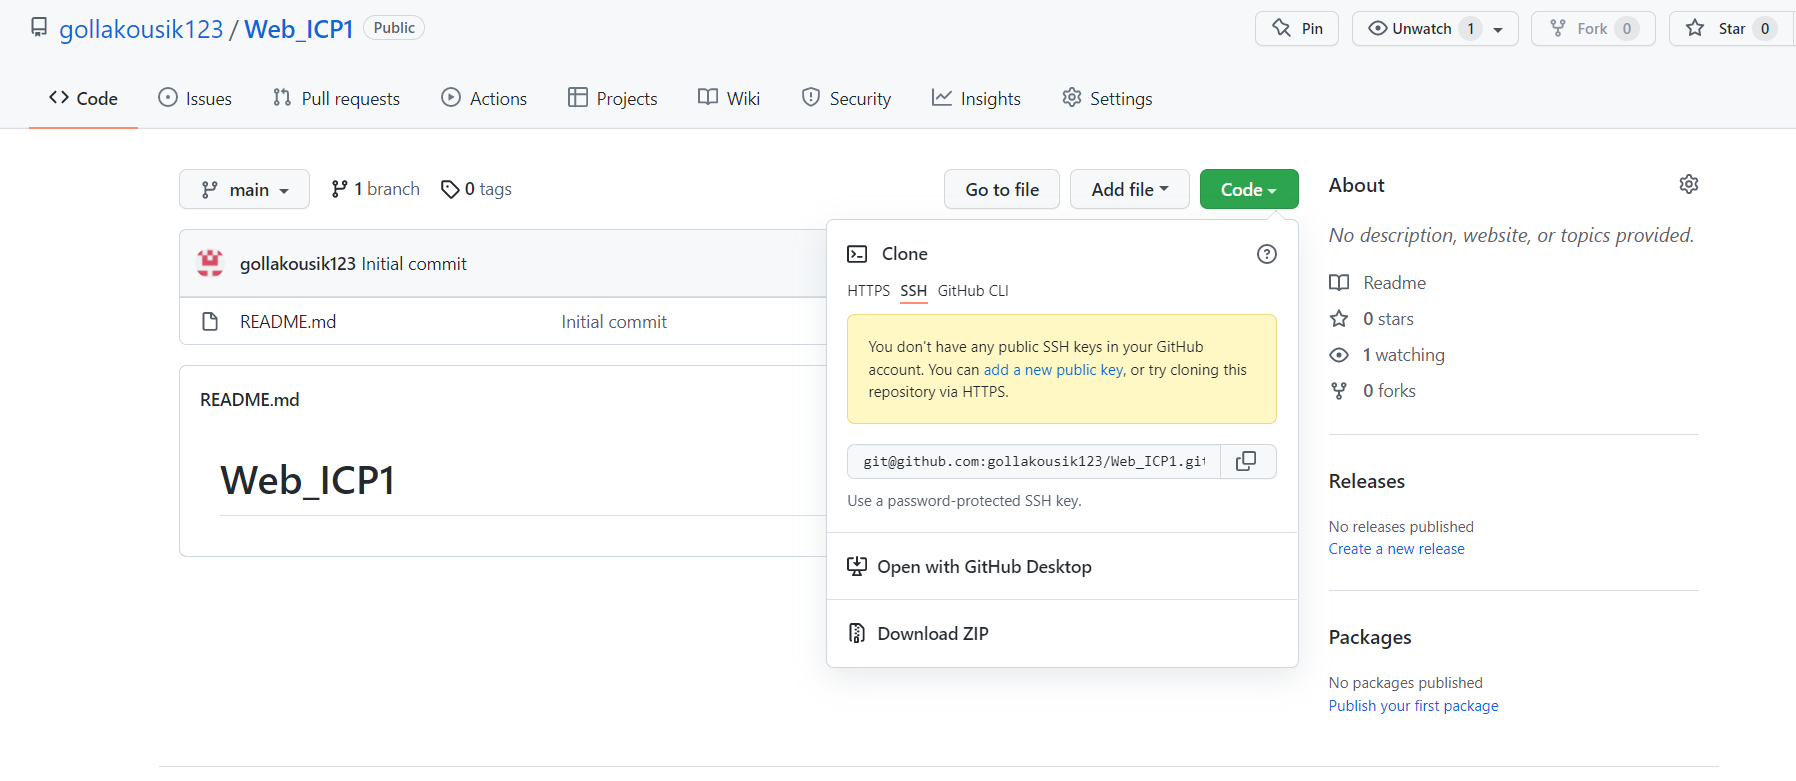 gollakousik123 / Web_ICP1 Public
Pin
Unwatch 1
Fork 0
Star 0
Code
Issues
Pull requests
Actions
Projects
Wiki
Security
Insights
Settings
main
1 branch
0 tags
Go to file
Add file
Code
gollakousik123 Initial commit
README.md Initial commit
README.md
Web_ICP1
Clone
HTTPS SSH GitHub CLI
You don't have any public SSH keys in your GitHub
account. You can add a new public key, or try cloning this
repository via HTTPS.
git@github.com:gollakousik123/Web_ICP1.git
Use a password-protected SSH key.
Open with GitHub Desktop
Download ZIP
About
No description, website, or topics provided.
Readme
0 stars
1 watching
0 forks
Releases
No releases published
Create a new release
Packages
No packages published
Publish your first package